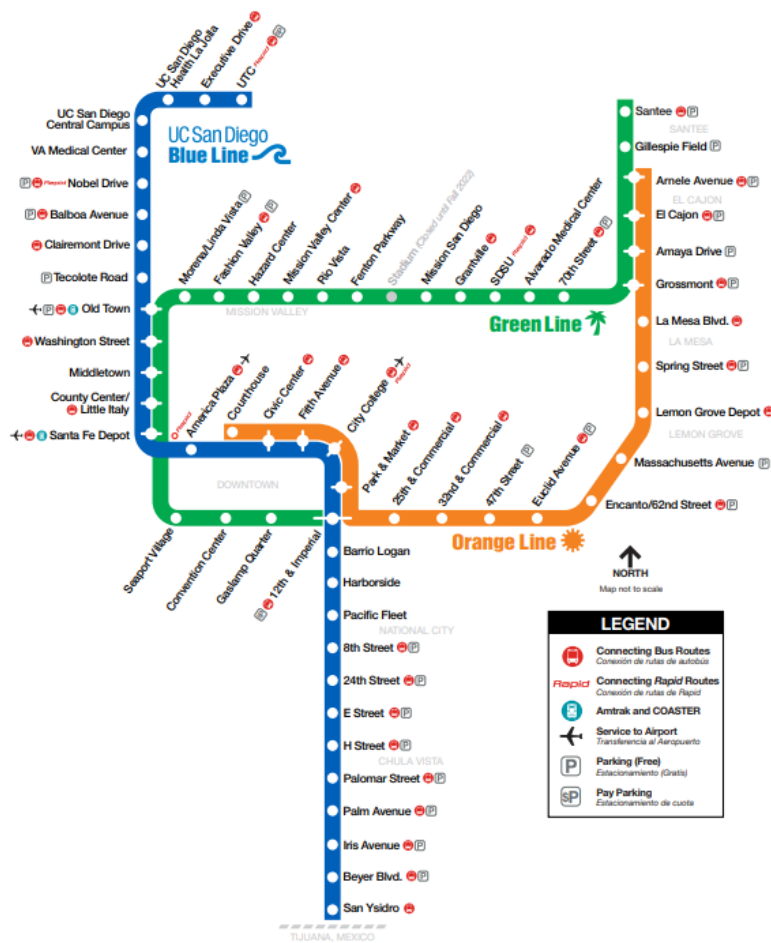 UC San Diego
Health La Jolla
Executive Drive
UTC Rapid $P
UC San Diego
Central Campus
VA Medical Center
P Rapid Nobel Drive
P Balboa Avenue
Clairemont Drive
P Tecolote Road
P Old Town
Washington Street
Middletown
County Center/
Little Italy
Santa Fe Depot
UC San Diego
Blue Line
Morena/Linda Vista P
Fashion Valley P
Hazard Center
Mission Valley Center
Rio Vista
Fenton Parkway
Stadium (Closed until Fall 2022)
Mission San Diego
Grantville
SDSU Rapid
Alvarado Medical Center
70th Street P
MISSION VALLEY
Green Line
Santee P
SANTEE
Gillespie Field P
Arnele Avenue P
EL CAJON
El Cajon P
Amaya Drive P
Grossmont P
La Mesa Blvd.
LA MESA
Spring Street P
Lemon Grove Depot
LEMON GROVE
Massachusetts Avenue P
Encanto/62nd Street P
Rapid
America Plaza
Courthouse
Civic Center
Fifth Avenue
City College Rapid
Park & Market
25th & Commercial
32nd & Commercial
47th Street P
Euclid Avenue P
DOWNTOWN
Orange Line
Seaport Village
Convention Center
Gaslamp Quarter
$P 12th & Imperial
Barrio Logan
Harborside
Pacific Fleet
NATIONAL CITY
8th Street P
24th Street P
E Street P
H Street P
CHULA VISTA
Palomar Street P
Palm Avenue P
Iris Avenue P
Beyer Blvd. P
San Ysidro
TIJUANA, MEXICO
NORTH
Map not to scale
LEGEND
Connecting Bus Routes
Conexión de rutas de autobús
Rapid Connecting Rapid Routes
Conexión de rutas de Rapid
Amtrak and COASTER
Service to Airport
Transferencia al Aeropuerto
P Parking (Free)
Estacionamiento (Gratis)
$P Pay Parking
Estacionamiento de cuota